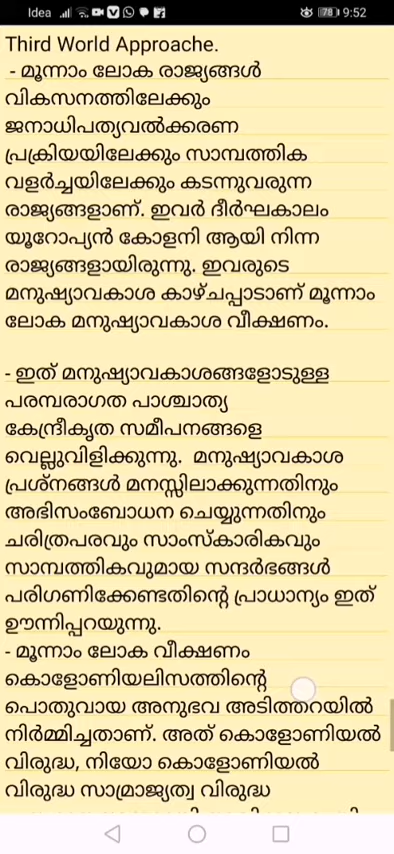 Idea 78 9:52
Third World Approach.
- മൂന്നാം ലോക രാജ്യങ്ങൾ
വികസനത്തിലേക്കും
ജനാധിപത്യവൽക്കരണ
പ്രക്രിയയിലേക്കും സാമ്പത്തിക
വളർച്ചയിലേക്കും കടന്നുവരുന്ന
രാജ്യങ്ങളാണ്. ഇവർ ദീർഘകാലം
യൂറോപ്യൻ കോളനി ആയി നിന്ന
രാജ്യങ്ങളായിരുന്നു. ഇവരുടെ
മനുഷ്യാവകാശ കാഴ്ചപ്പാടാണ് മൂന്നാം
ലോക മനുഷ്യാവകാശ വീക്ഷണം.
- ഇത് മനുഷ്യാവകാശങ്ങളോടുള്ള
പരമ്പരാഗത പാശ്ചാത്യ
കേന്ദ്രീകൃത സമീപനങ്ങളെ
വെല്ലുവിളിക്കുന്നു. മനുഷ്യാവകാശ
പ്രശ്നങ്ങൾ മനസ്സിലാക്കുന്നതിനും
അഭിസംബോധന ചെയ്യുന്നതിനും
ചരിത്രപരവും സാംസ്കാരികവും
സാമ്പത്തികവുമായ സന്ദർഭങ്ങൾ
പരിഗണിക്കേണ്ടതിന്റെ പ്രാധാന്യം ഇത്
ഊന്നിപ്പറയുന്നു.
- മൂന്നാം ലോക വീക്ഷണം
കൊളോണിയലിസത്തിന്റെ
പൊതുവായ അനുഭവ അടിത്തറയിൽ
നിർമ്മിച്ചതാണ്. അത് കൊളോണിയൽ
വിരുദ്ധ, നിയോ കൊളോണിയൽ
വിരുദ്ധ സാമ്രാജ്യത്വ വിരുദ്ധ